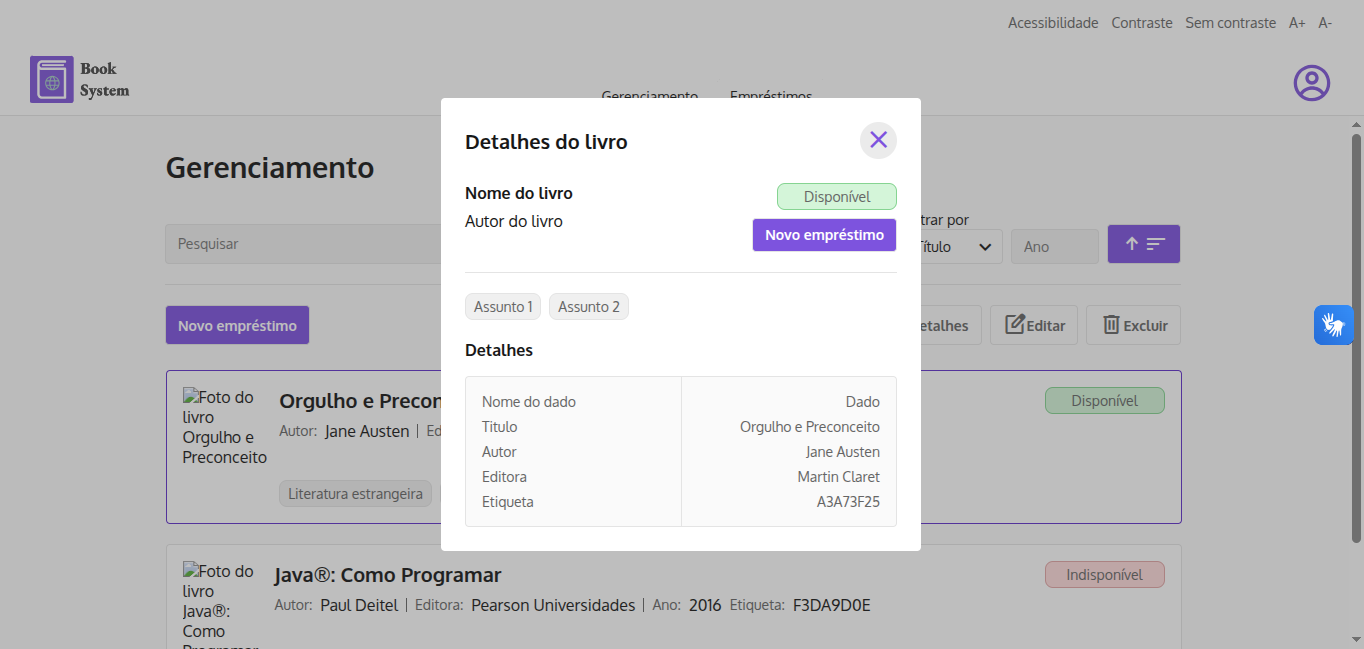 Acessibilidade Contraste Sem contraste A+ A-
Book
System
Gerenciamento Empréstimos
Gerenciamento
Pesquisar
trar por
Título
Ano
Novo empréstimo
etalhes
Editar
Excluir
Foto do
livro
Orgulho e
Preconceito
Orgulho e Precon
Autor: Jane Austen | Ed
Literatura estrangeira
Disponível
Foto do
livro
Java®:
Como
Programar
Java®: Como Programar
Autor: Paul Deitel | Editora: Pearson Universidades | Ano: 2016 Etiqueta: F3DA9D0E
Indisponível
Detalhes do livro
Nome do livro
Disponível
Autor do livro
Novo empréstimo
Assunto 1 Assunto 2
Detalhes
Nome do dado Dado
Titulo Orgulho e Preconceito
Autor Jane Austen
Editora Martin Claret
Etiqueta A3A73F25